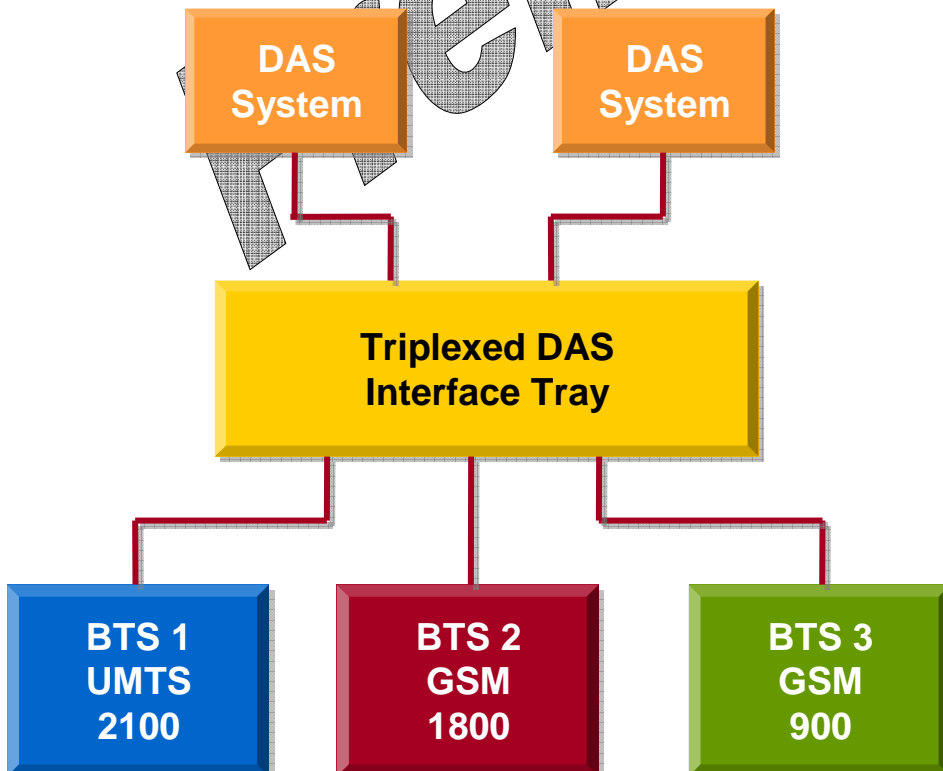 DAS
System
DAS
System
Triplexed DAS
Interface Tray
BTS 1
UMTS
2100
BTS 2
GSM
1800
BTS 3
GSM
900